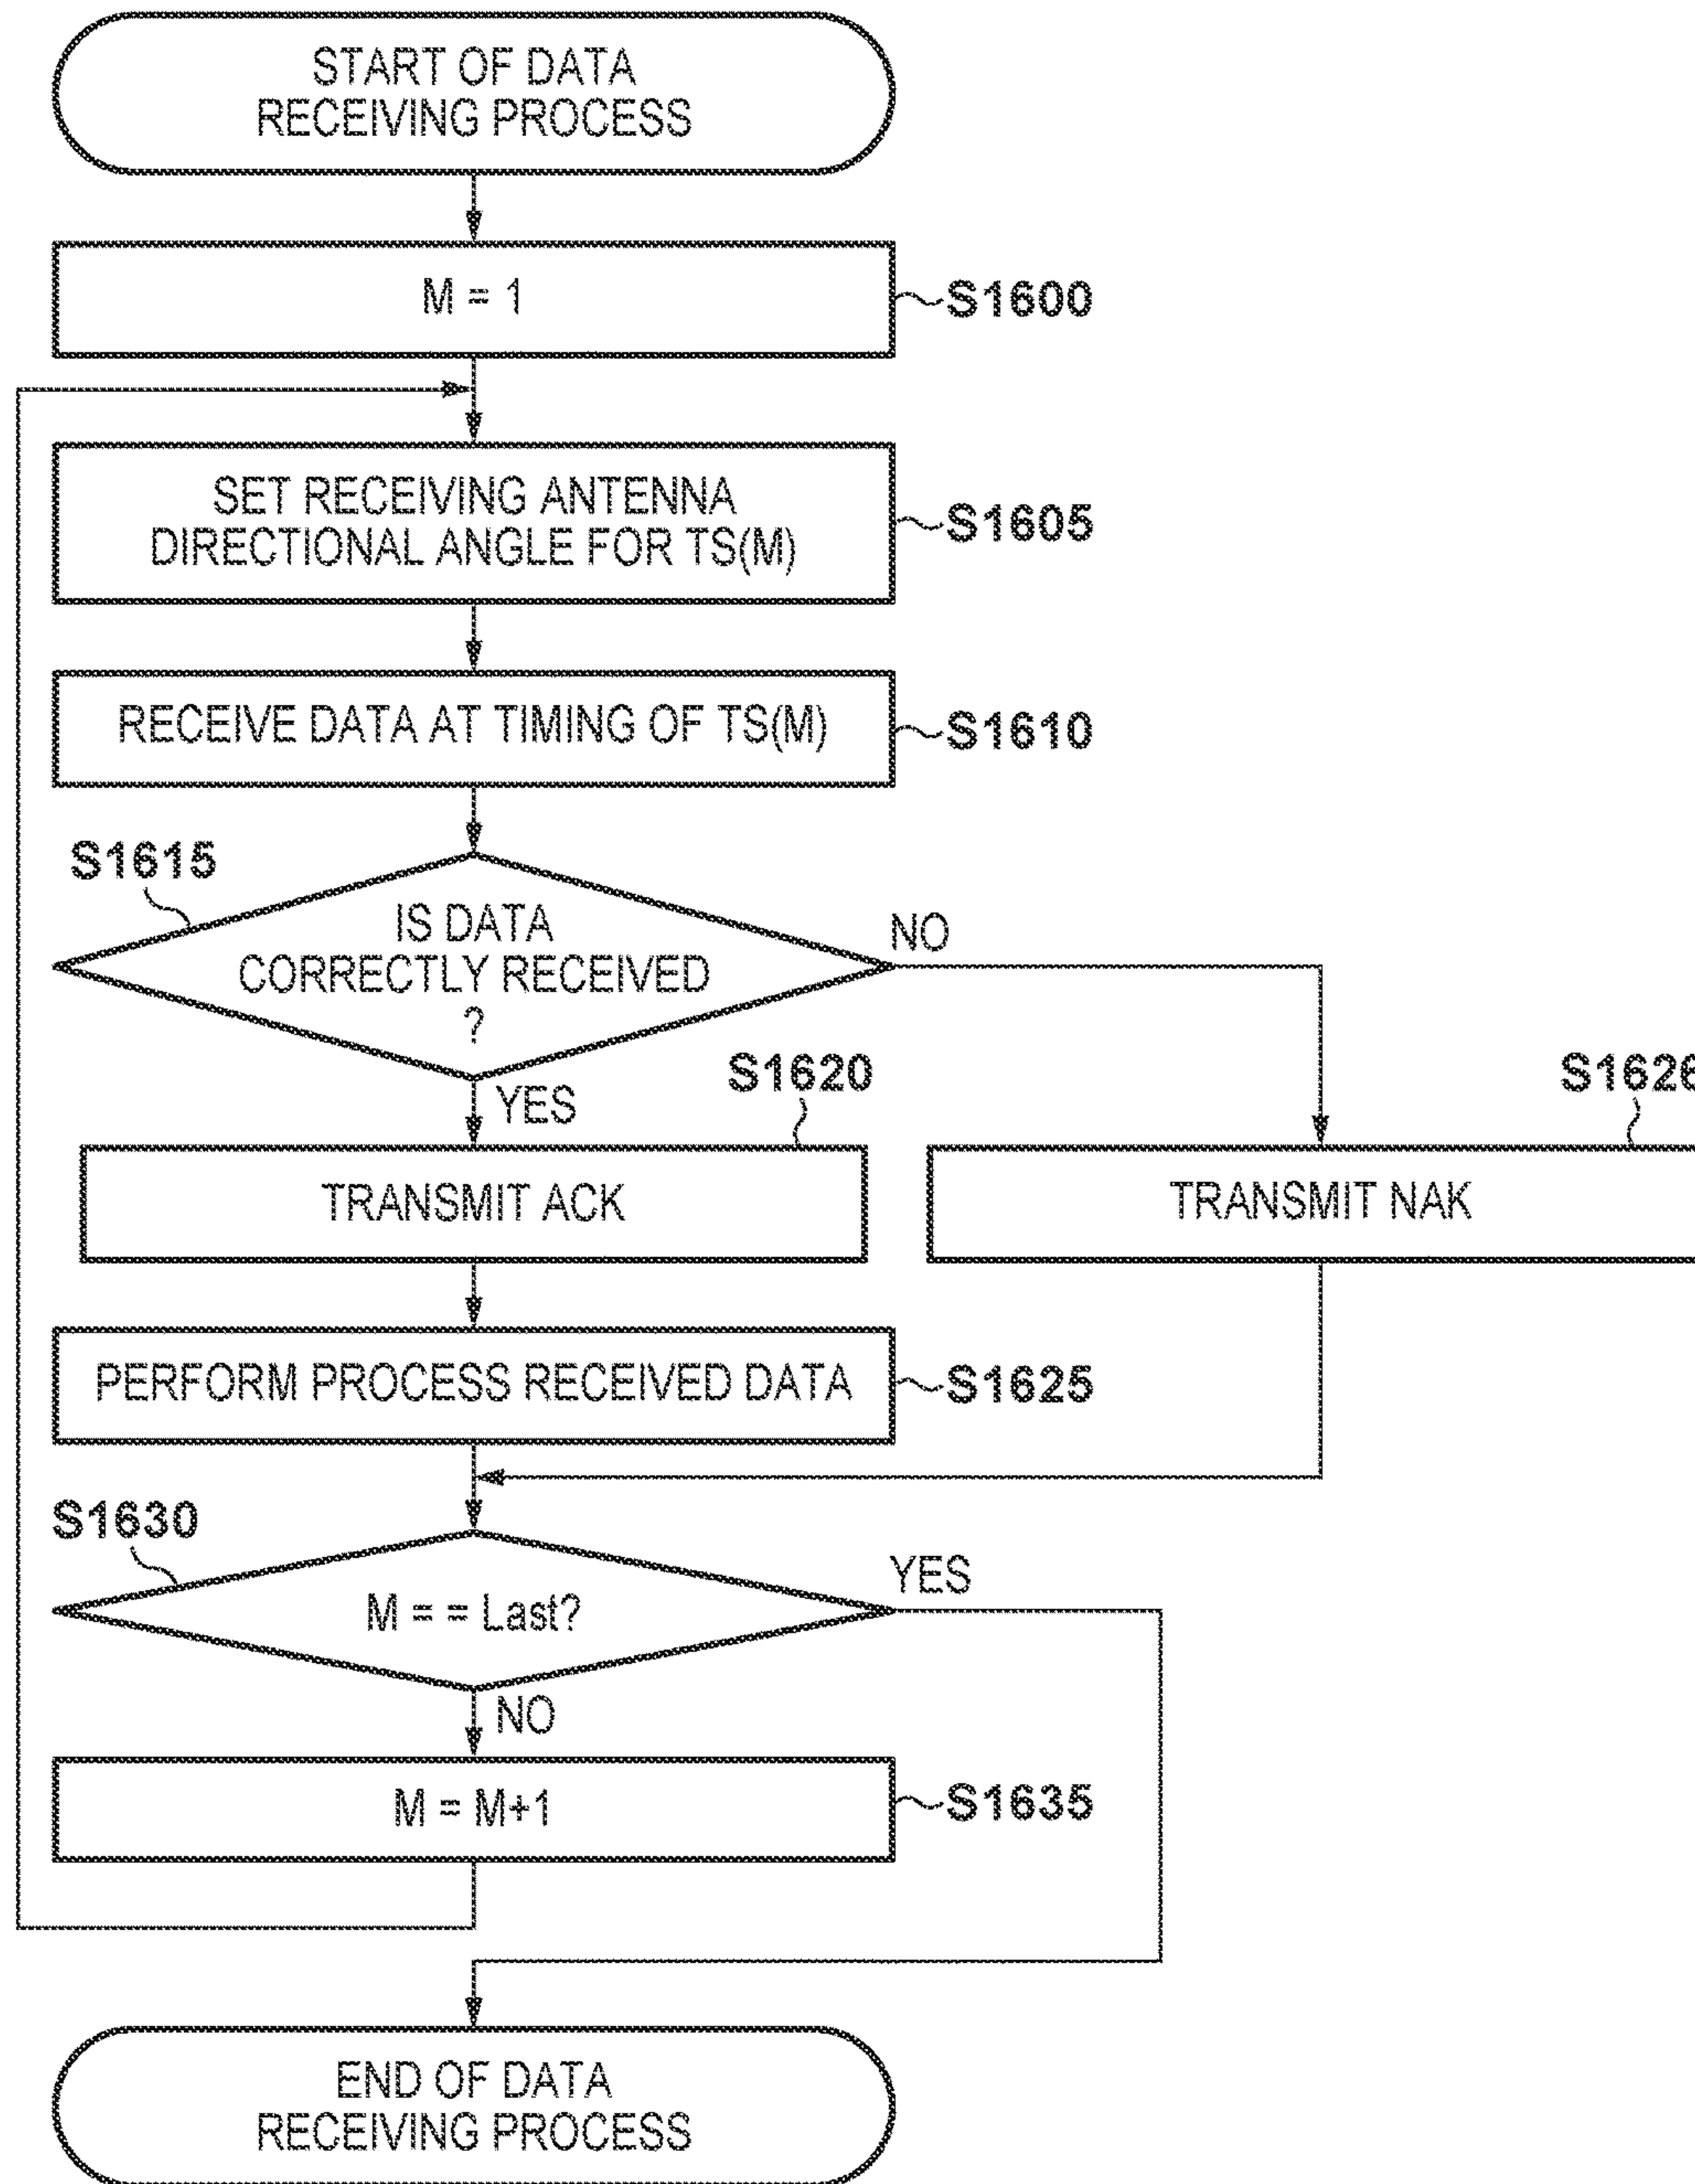 START OF DATA
RECEIVING PROCESS
M = 1
S1600
SET RECEIVING ANTENNA
DIRECTIONAL ANGLE FOR TS(M)
S1605
RECEIVE DATA AT TIMING OF TS(M)
S1610
S1615
IS DATA
CORRECTLY RECEIVED
?
NO
YES
S1620
S1626
TRANSMIT ACK
TRANSMIT NAK
PERFORM PROCESS RECEIVED DATA
S1625
S1630
M = = Last?
YES
NO
M = M+1
S1635
END OF DATA
RECEIVING PROCESS